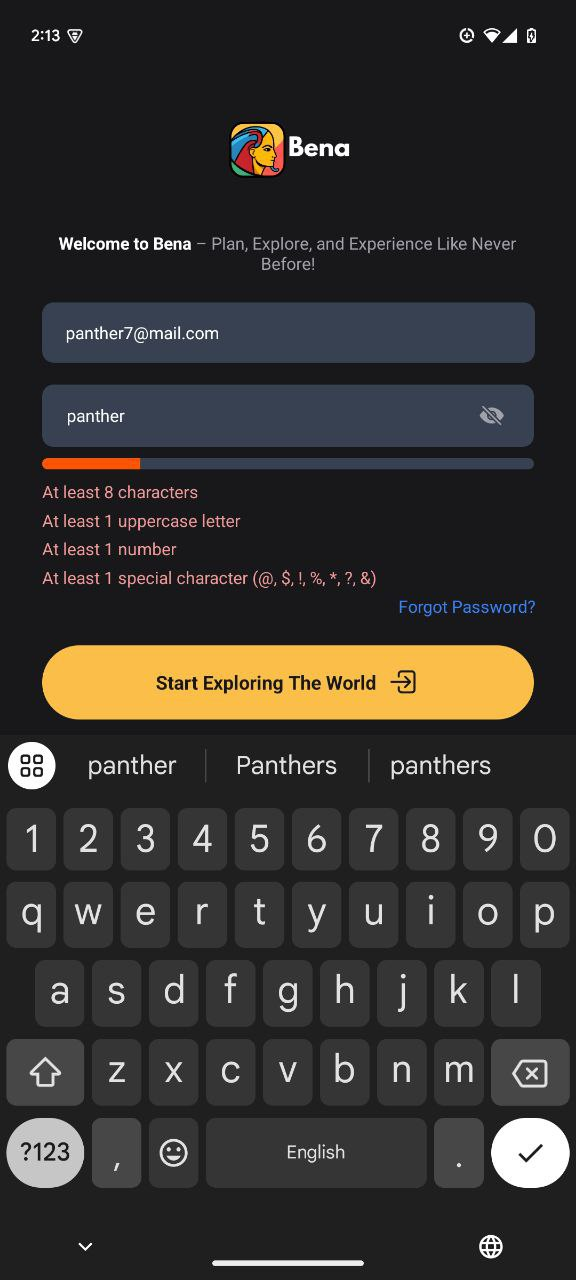 2:13
Bena
Welcome to Bena – Plan, Explore, and Experience Like Never
Before!
panther7@mail.com
panther
At least 8 characters
At least 1 uppercase letter
At least 1 number
At least 1 special character (@, $, !, %, *, ?, &)
Forgot Password?
Start Exploring The World
panther Panthers panthers
1 2 3 4 5 6 7 8 9 0
q w e r t y u i o p
a s d f g h j k l
z x c v b n m
?123 , English .